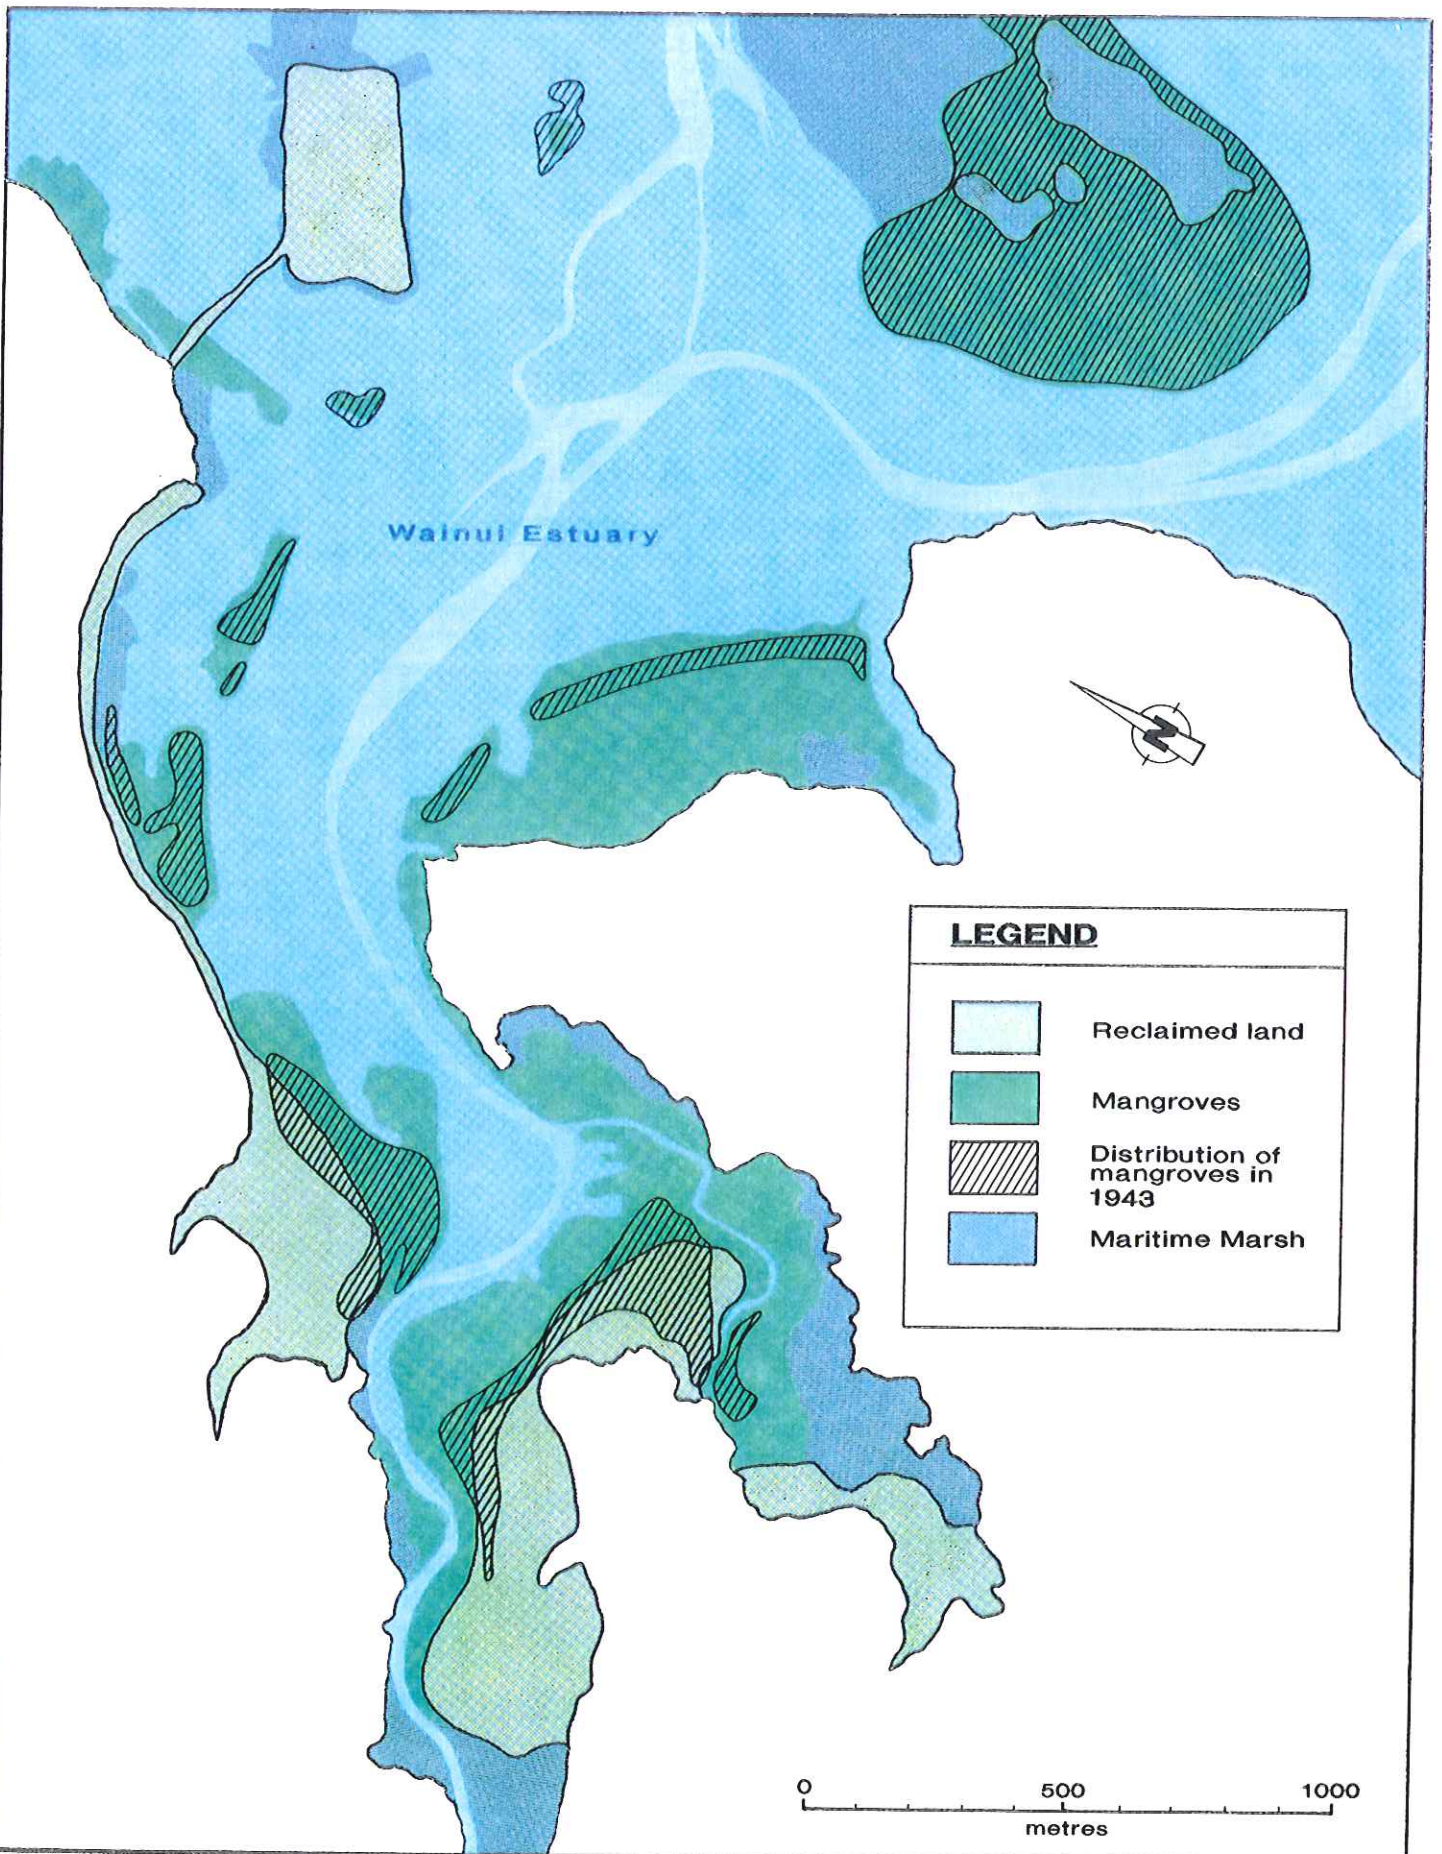 Wainui Estuary
N
LEGEND
Reclaimed land
Mangroves
Distribution of
mangroves in
1943
Maritime Marsh
0 500 1000
metres